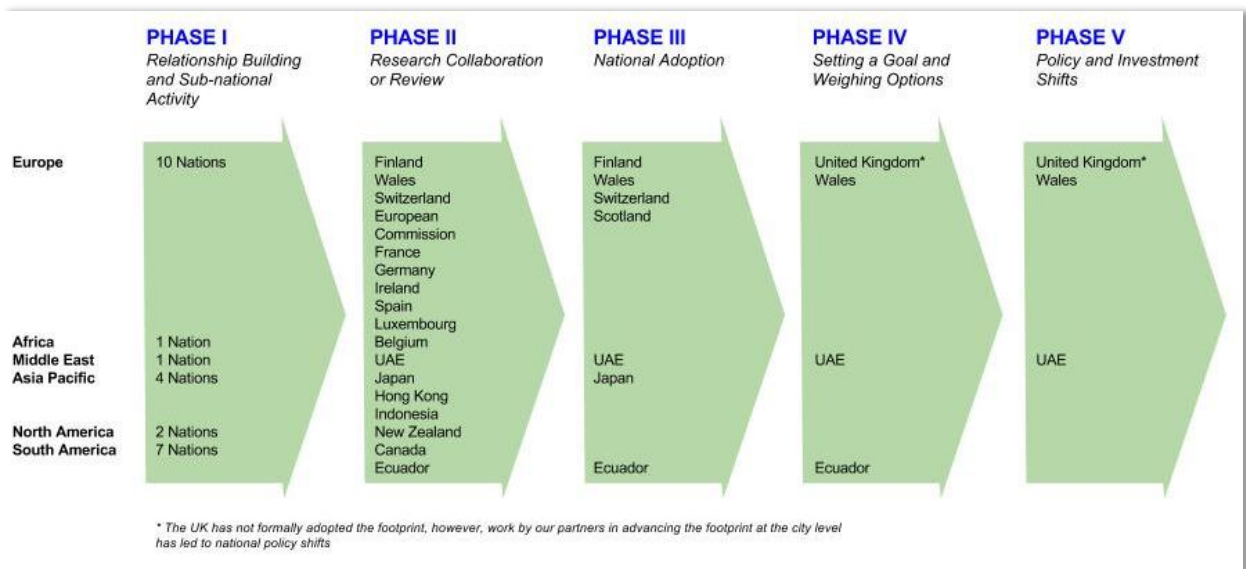 PHASE I
Relationship Building
and Sub-national
Activity
PHASE II
Research Collaboration
or Review
PHASE III
National Adoption
PHASE IV
Setting a Goal and
Weighing Options
PHASE V
Policy and Investment
Shifts
Europe
10 Nations
Finland
Finland
United Kingdom*
United Kingdom*
Wales
Wales
Wales
Wales
Switzerland
Switzerland
European
Scotland
Commission
France
Germany
Ireland
Spain
Luxembourg
Africa
1 Nation
Belgium
Middle East
1 Nation
UAE
UAE
UAE
UAE
Asia Pacific
4 Nations
Japan
Japan
Hong Kong
Indonesia
North America
2 Nations
New Zealand
South America
7 Nations
Canada
Ecuador
Ecuador
Ecuador
* The UK has not formally adopted the footprint, however, work by our partners in advancing the footprint at the city level
has led to national policy shifts